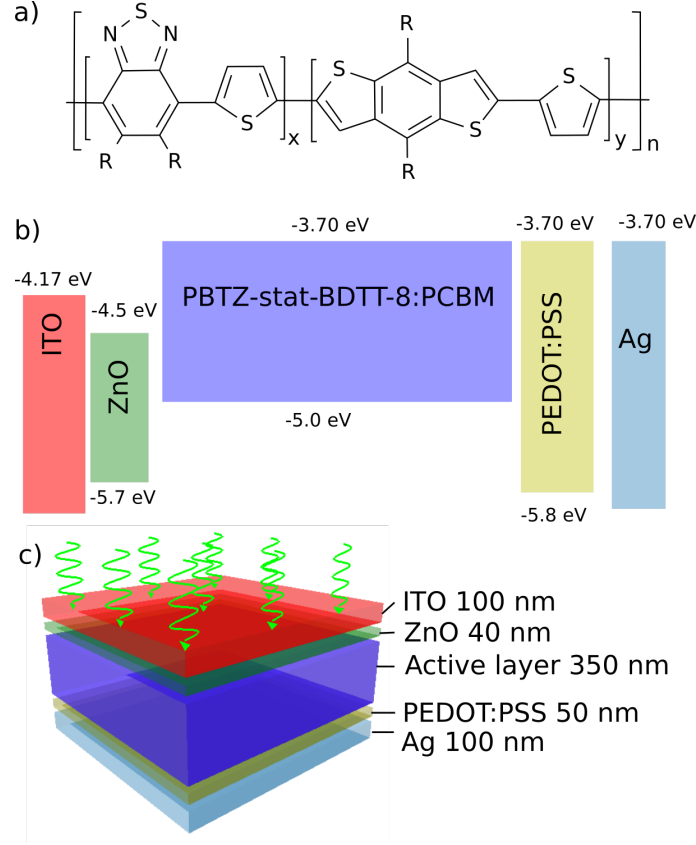 a)
S
N N
R R
S
x
S
R
R
S
S
y
n
b)
-3.70 eV -3.70 eV -3.70 eV
-4.17 eV
-4.5 eV
PBTZ-stat-BDTT-8:PCBM
ITO
ZnO
PEDOT:PSS
Ag
-5.0 eV
-5.7 eV
-5.8 eV
c)
ITO 100 nm
ZnO 40 nm
Active layer 350 nm
PEDOT:PSS 50 nm
Ag 100 nm